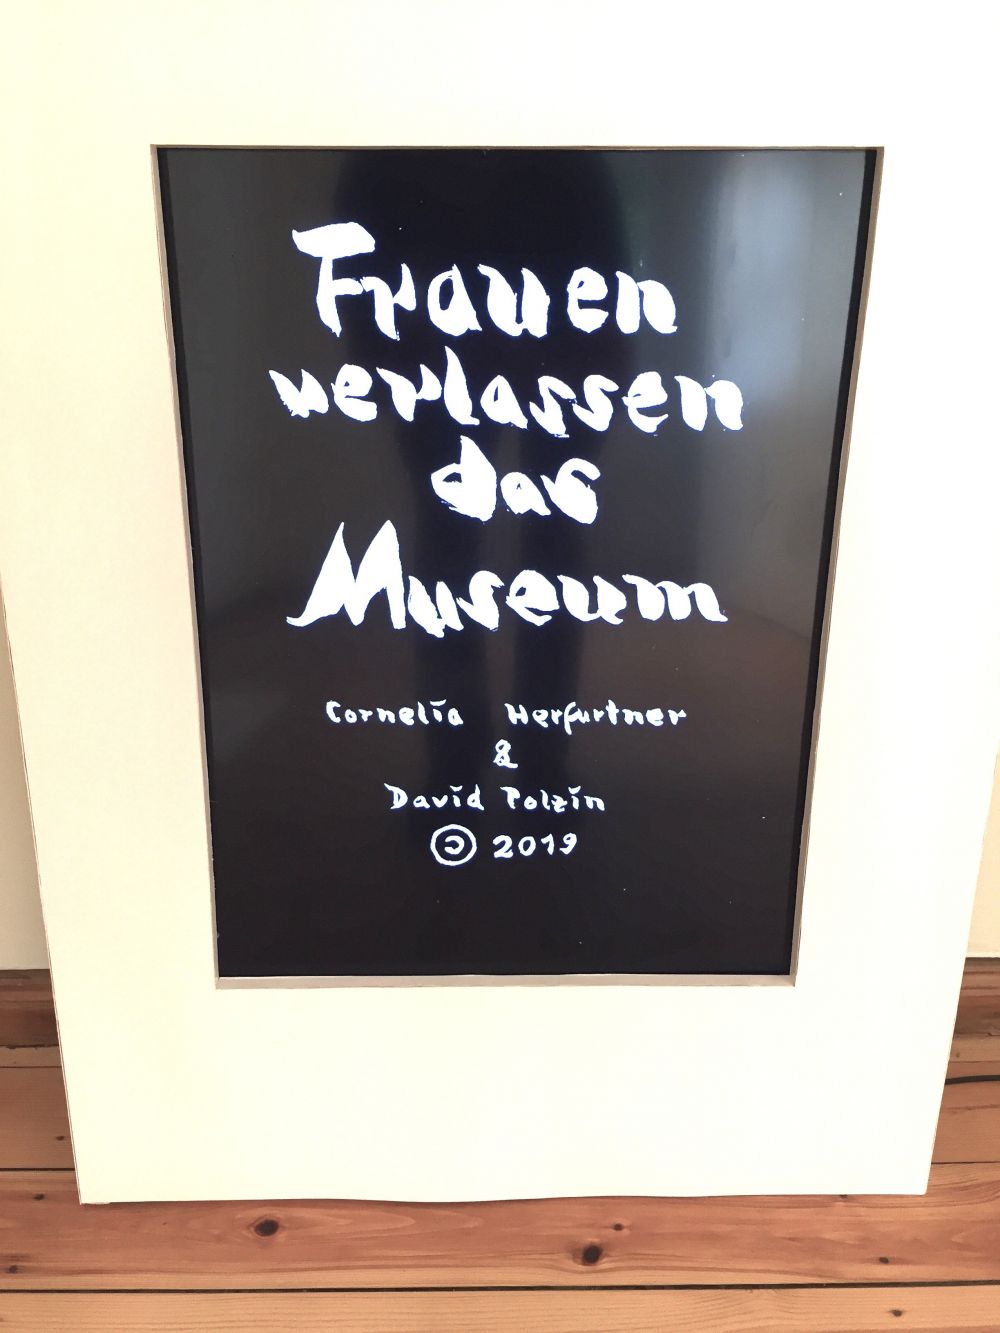 Frauen
verlassen
das
Museum
Cornelia Herfurtner
&
David Polzin
🄯 2019